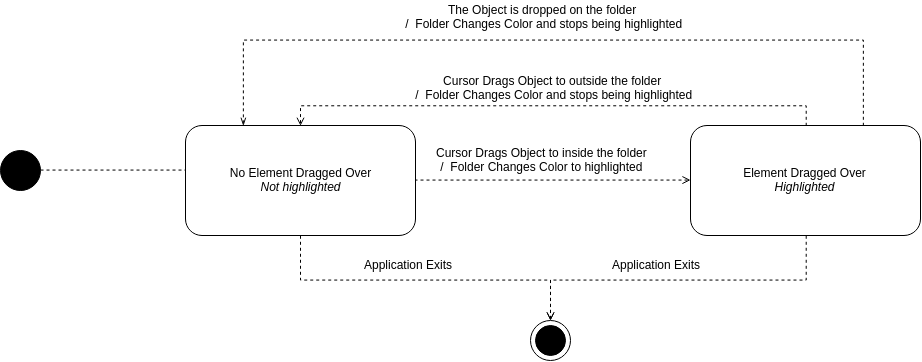 The Object is dropped on the folder
/ Folder Changes Color and stops being highlighted
Cursor Drags Object to outside the folder
/ Folder Changes Color and stops being highlighted
Cursor Drags Object to inside the folder
/ Folder Changes Color to highlighted
No Element Dragged Over
Not highlighted
Element Dragged Over
Highlighted
Application Exits
Application Exits